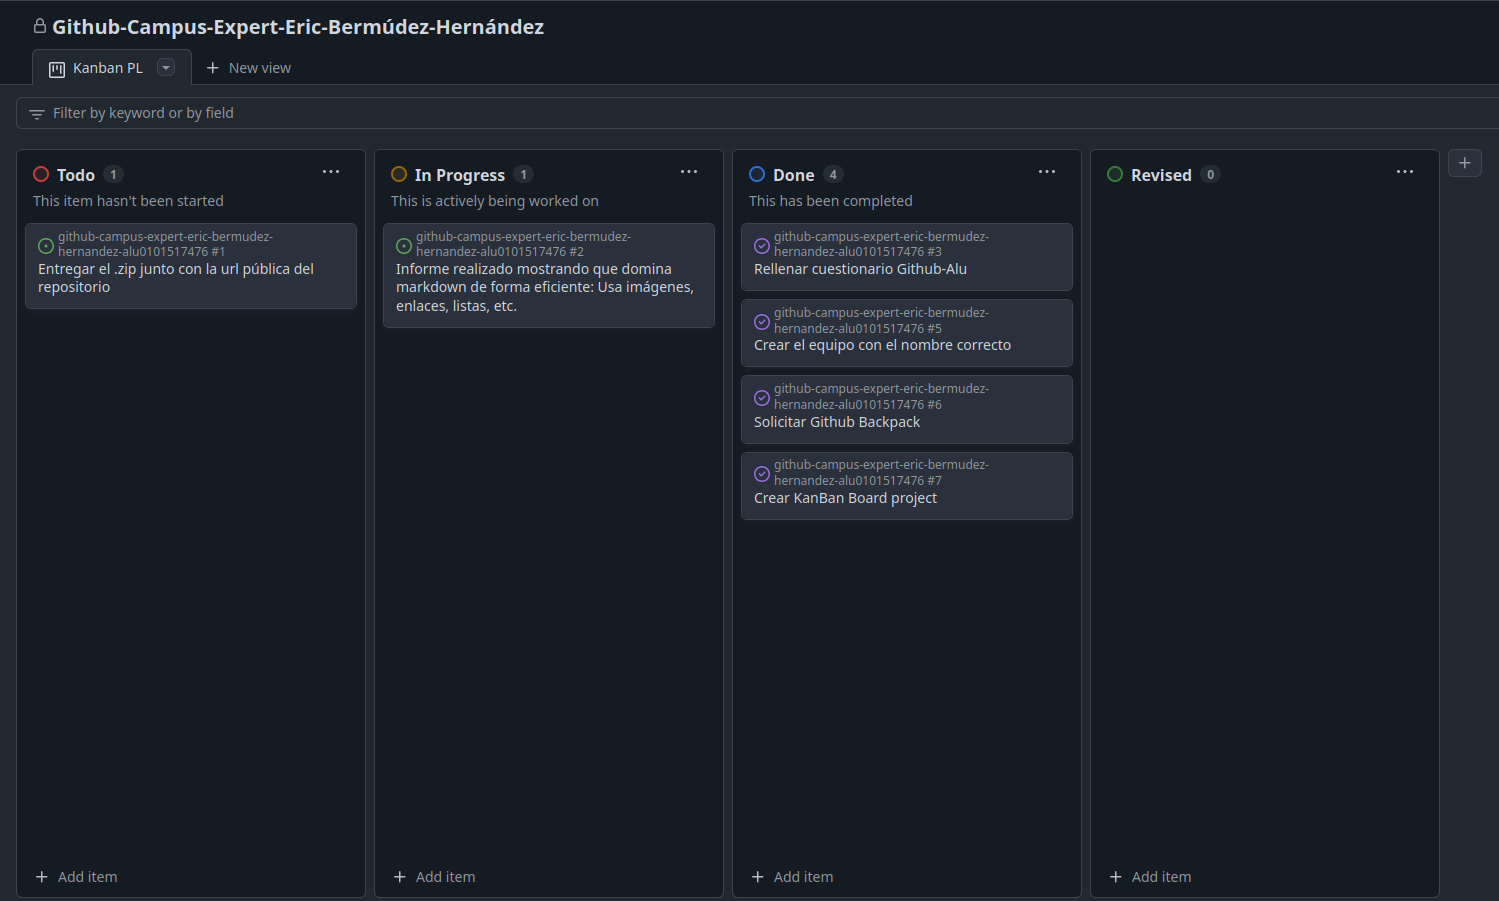 Github-Campus-Expert-Eric-Bermúdez-Hernández
Kanban PL
New view
Filter by keyword or by field
Todo 1
This item hasn't been started
github-campus-expert-eric-bermudez-
hernandez-alu0101517476 #1
Entregar el .zip junto con la url pública del
repositorio
Add item
In Progress 1
This is actively being worked on
github-campus-expert-eric-bermudez-
hernandez-alu0101517476 #2
Informe realizado mostrando que domina
markdown de forma eficiente: Usa imágenes,
enlaces, listas, etc.
Add item
Done 4
This has been completed
github-campus-expert-eric-bermudez-
hernandez-alu0101517476 #3
Rellenar cuestionario Github-Alu
github-campus-expert-eric-bermudez-
hernandez-alu0101517476 #5
Crear el equipo con el nombre correcto
github-campus-expert-eric-bermudez-
hernandez-alu0101517476 #6
Solicitar Github Backpack
github-campus-expert-eric-bermudez-
hernandez-alu0101517476 #7
Crear KanBan Board project
Add item
Revised 0
Add item